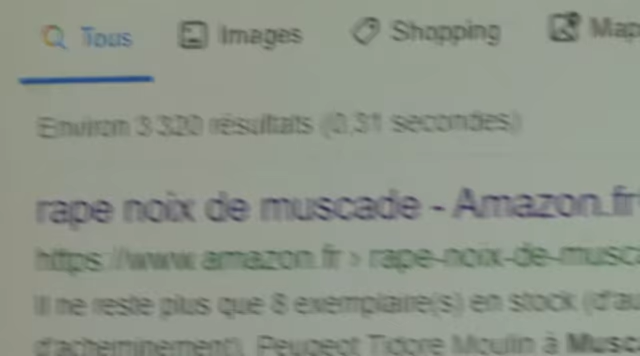 Tous Images Shopping Map
Environ 3 320 résultats (0,31 secondes)
rape noix de muscade - Amazon.fr
https://www.amazon.fr › rape-noix-de-musca
Il ne reste plus que 8 exemplaire(s) en stock (d'au
d'acheminement). Peugeot Tidore Moulin à Musc